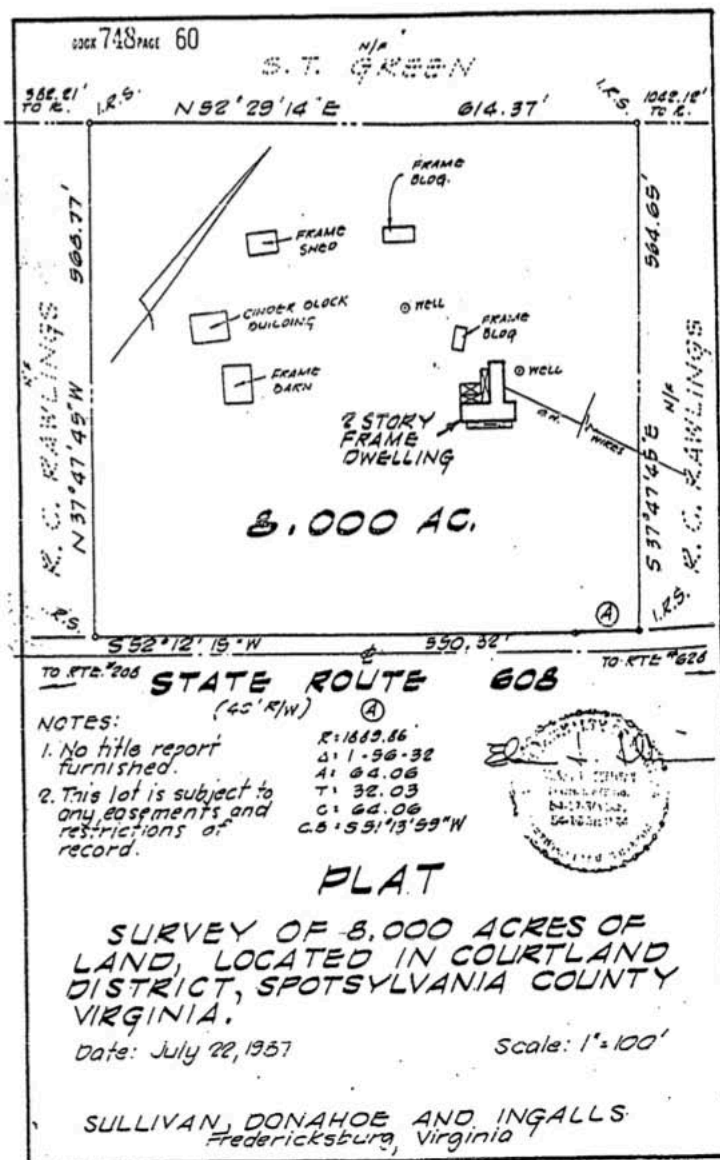 BOOK 748 PAGE 60
N/F
S.T. GREEN
I.R.S.
N 52°29'14"E
614.37'
I.R.S.
1042.12'
TO R.
TO R.
FRAME
BLDG.
FRAME
SHED
CINDER BLOCK
BUILDING
WELL
FRAME
BLDG
FRAME
BARN
WELL
2 STORY
FRAME
DWELLING
O.H. WIRES
8.000 AC.
N/F
R.C. RAWLINGS
N 37°47'45"W
564.65'
S 37°47'45"E
N/F
R.C. RAWLINGS
A
I.R.S.
S 52°12'15"W
550.32'
TO RTE. #208
TO RTE #628
STATE ROUTE 608
(40' R/W)
A
NOTES:
1. No title report
furnished.
2. This lot is subject to
any easements and
restrictions of
record.
R: 1889.86
Δ: 1-56-32
A: 64.06
T: 32.03
C: 64.06
C.B: S 51°13'59"W
PLAT
SURVEY OF 8.000 ACRES OF
LAND, LOCATED IN COURTLAND
DISTRICT, SPOTSYLVANIA COUNTY
VIRGINIA.
Date: July 22, 1987
Scale: 1"=100'
SULLIVAN, DONAHOE AND INGALLS
Fredericksburg, Virginia